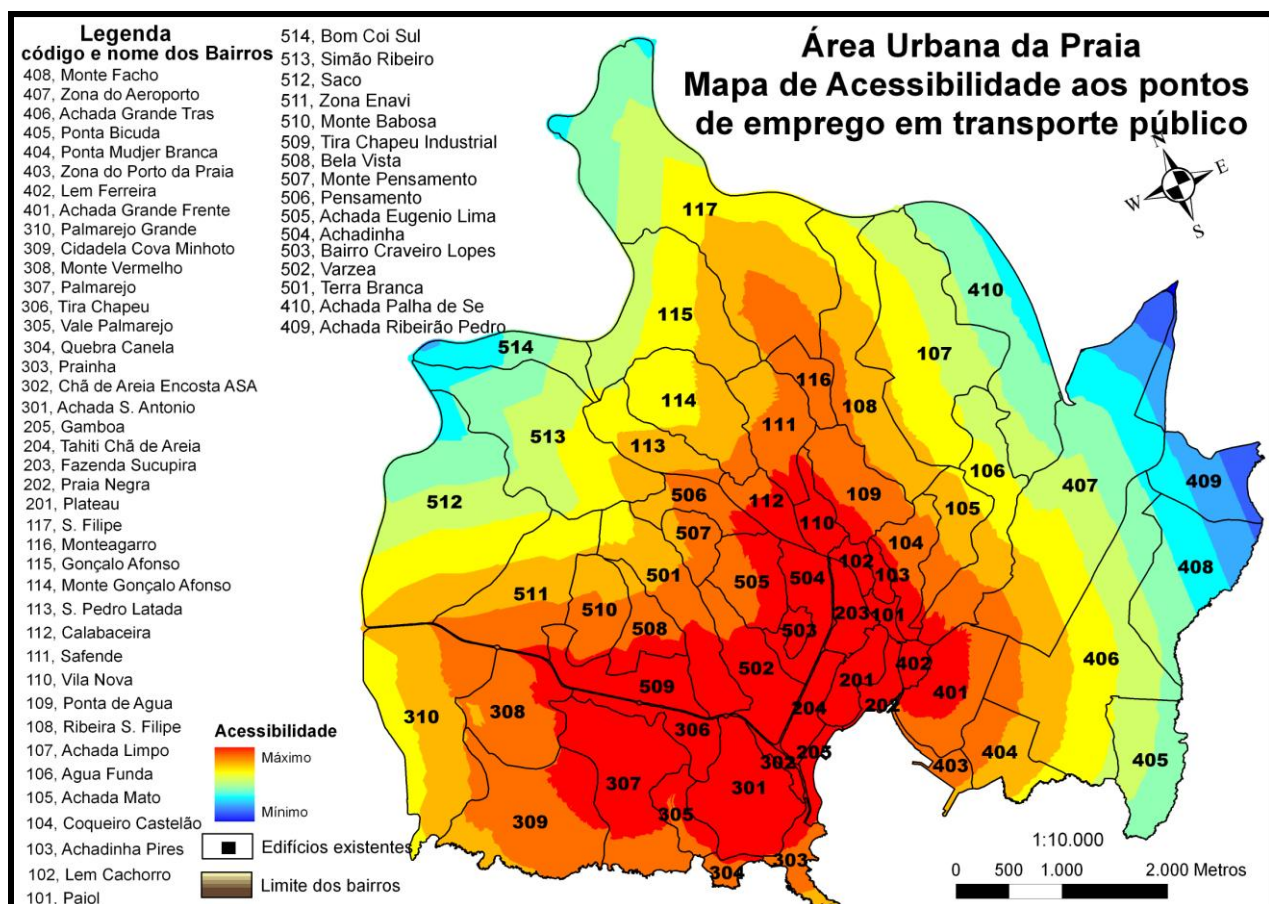 Legenda
código e nome dos Bairros
408, Monte Facho
407, Zona do Aeroporto
406, Achada Grande Tras
405, Ponta Bicuda
404, Ponta Mudjer Branca
403, Zona do Porto da Praia
402, Lem Ferreira
401, Achada Grande Frente
310, Palmarejo Grande
309, Cidadela Cova Minhoto
308, Monte Vermelho
307, Palmarejo
306, Tira Chapeu
305, Vale Palmarejo
304, Quebra Canela
303, Prainha
302, Chã de Areia Encosta ASA
301, Achada S. Antonio
205, Gamboa
204, Tahiti Chã de Areia
203, Fazenda Sucupira
202, Praia Negra
201, Plateau
117, S. Filipe
116, Monteagarro
115, Gonçalo Afonso
114, Monte Gonçalo Afonso
113, S. Pedro Latada
112, Calabaceira
111, Safende
110, Vila Nova
109, Ponta de Agua
108, Ribeira S. Filipe
107, Achada Limpo
106, Agua Funda
105, Achada Mato
104, Coqueiro Castelão
103, Achadinha Pires
102, Lem Cachorro
101, Paiol
514, Bom Coi Sul
513, Simão Ribeiro
512, Saco
511, Zona Enavi
510, Monte Babosa
509, Tira Chapeu Industrial
508, Bela Vista
507, Monte Pensamento
506, Pensamento
505, Achada Eugenio Lima
504, Achadinha
503, Bairro Craveiro Lopes
502, Varzea
501, Terra Branca
410, Achada Palha de Se
409, Achada Ribeirão Pedro
Acessibilidade
Máximo
Mínimo
Edifícios existentes
Limite dos bairros
Área Urbana da Praia
Mapa de Acessibilidade aos pontos
de emprego em transporte público
N
E
W
S
117
410
115
514
107
116
108
114
111
513
113
106
407
409
506
112
109
105
512
110
507
104
408
501
505
504
102
103
511
510
203
101
508
503
402
406
502
201
509
401
310
308
204
202
306
205
404
302
403
405
307
301
305
309
303
304
1:10.000
0 500 1.000 2.000 Metros